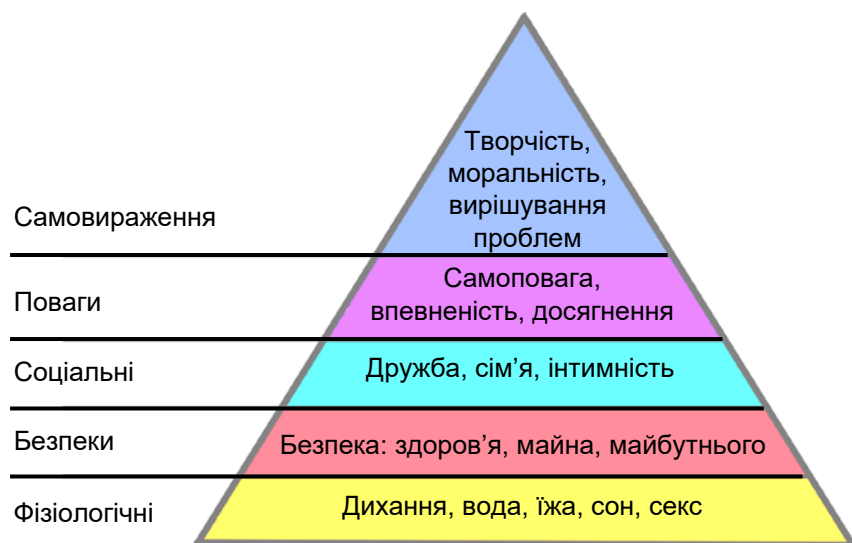 Творчість,
моральність,
вирішування
проблем
Самовираження
Самоповага,
впевненість, досягнення
Поваги
Дружба, сім’я, інтимність
Соціальні
Безпека: здоров’я, майна, майбутнього
Безпеки
Дихання, вода, їжа, сон, секс
Фізіологічні